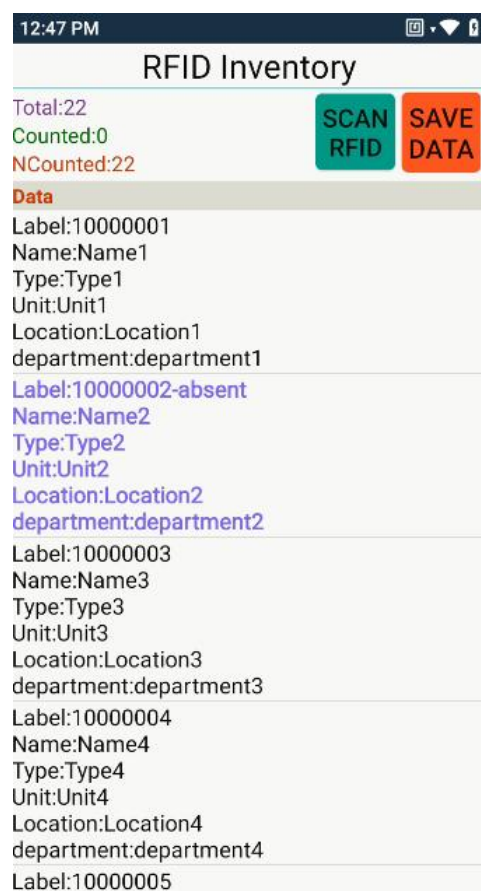 12:47 PM
RFID Inventory
Total:22
Counted:0
NCounted:22
SCAN
RFID
SAVE
DATA
Data
Label:10000001
Name:Name1
Type:Type1
Unit:Unit1
Location:Location1
department:department1
Label:10000002-absent
Name:Name2
Type:Type2
Unit:Unit2
Location:Location2
department:department2
Label:10000003
Name:Name3
Type:Type3
Unit:Unit3
Location:Location3
department:department3
Label:10000004
Name:Name4
Type:Type4
Unit:Unit4
Location:Location4
department:department4
Label:10000005